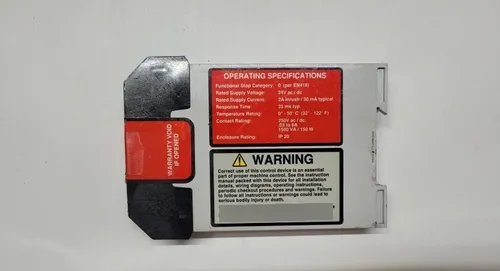 OPERATING SPECIFICATIONS
Functional Stop Category: 0 (per EN418)
Rated Supply Voltage: 24V ac / dc
Rated Supply Current: 2A inrush / 30 mA typical
Response Time: 35 ms typ.
Temperature Rating: 0° - 50° C (32° - 122° F)
Contact Rating: 250V ac / dc,
.02 to 6A
1500 VA / 150 W
Enclosure Rating: IP 20
WARRANTY VOID
IF OPENED
WARNING
Correct use of this control device is an essential
part of proper machine control. See the instruction
manual packed with this device for all installation
details, wiring diagrams, operating instructions,
periodic checkout procedures and warnings. Failure
to follow all instructions or warnings could lead to
serious bodily injury or death.